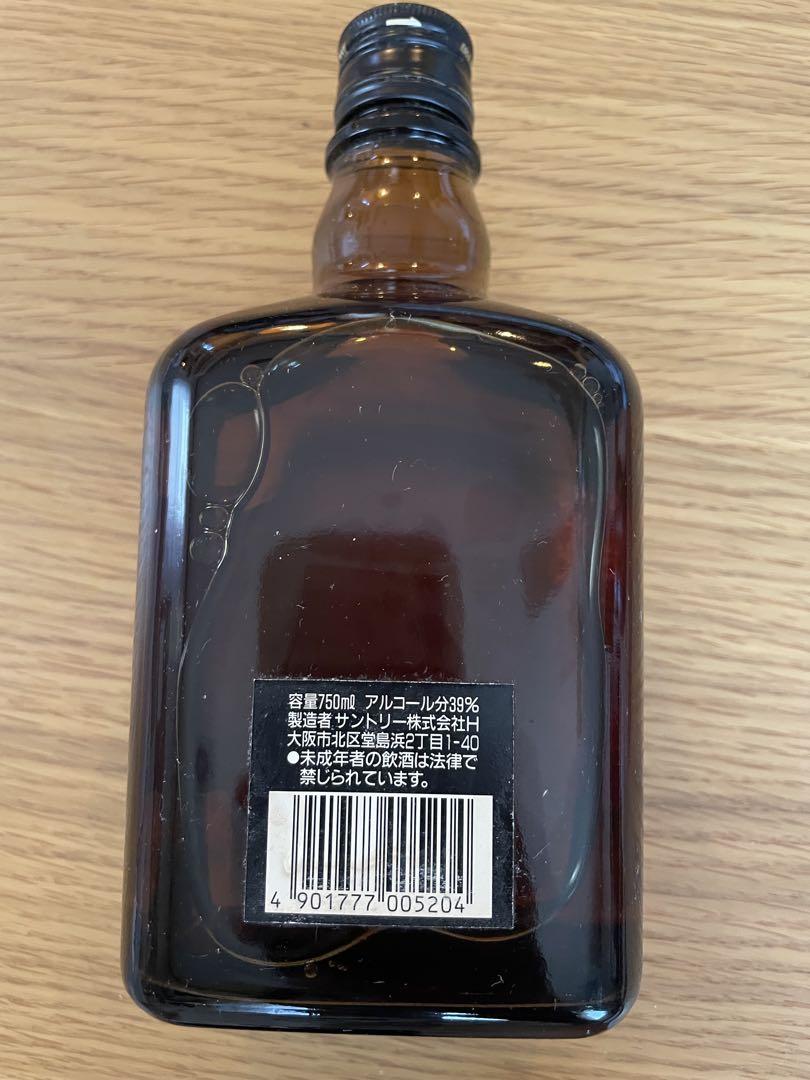 容量750ml アルコール分39%
製造者サントリー株式会社H
大阪市北区堂島浜2丁目1-40
●未成年者の飲酒は法律で
禁じられています。
4 901777 005204